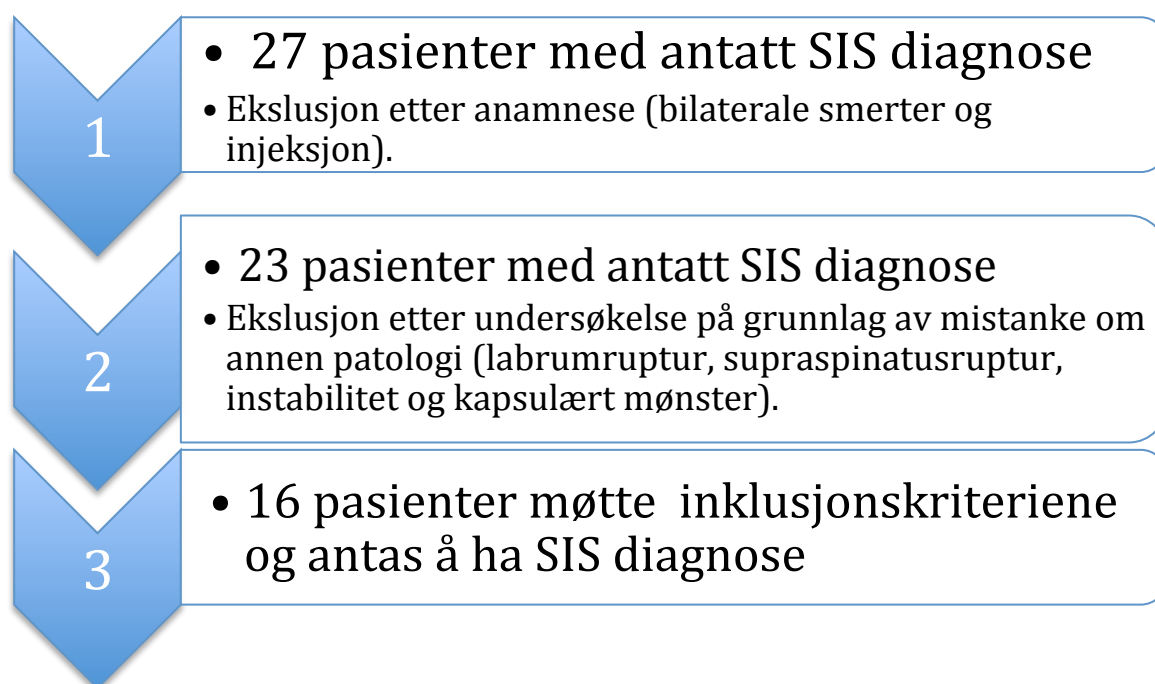 1
• 27 pasienter med antatt SIS diagnose
• Ekslusjon etter anamnese (bilaterale smerter og
injeksjon).
2
• 23 pasienter med antatt SIS diagnose
• Ekslusjon etter undersøkelse på grunnlag av mistanke om
annen patologi (labrumruptur, supraspinatusruptur,
instabilitet og kapsulært mønster).
3
• 16 pasienter møtte  inklusjonskriteriene
og antas å ha SIS diagnose